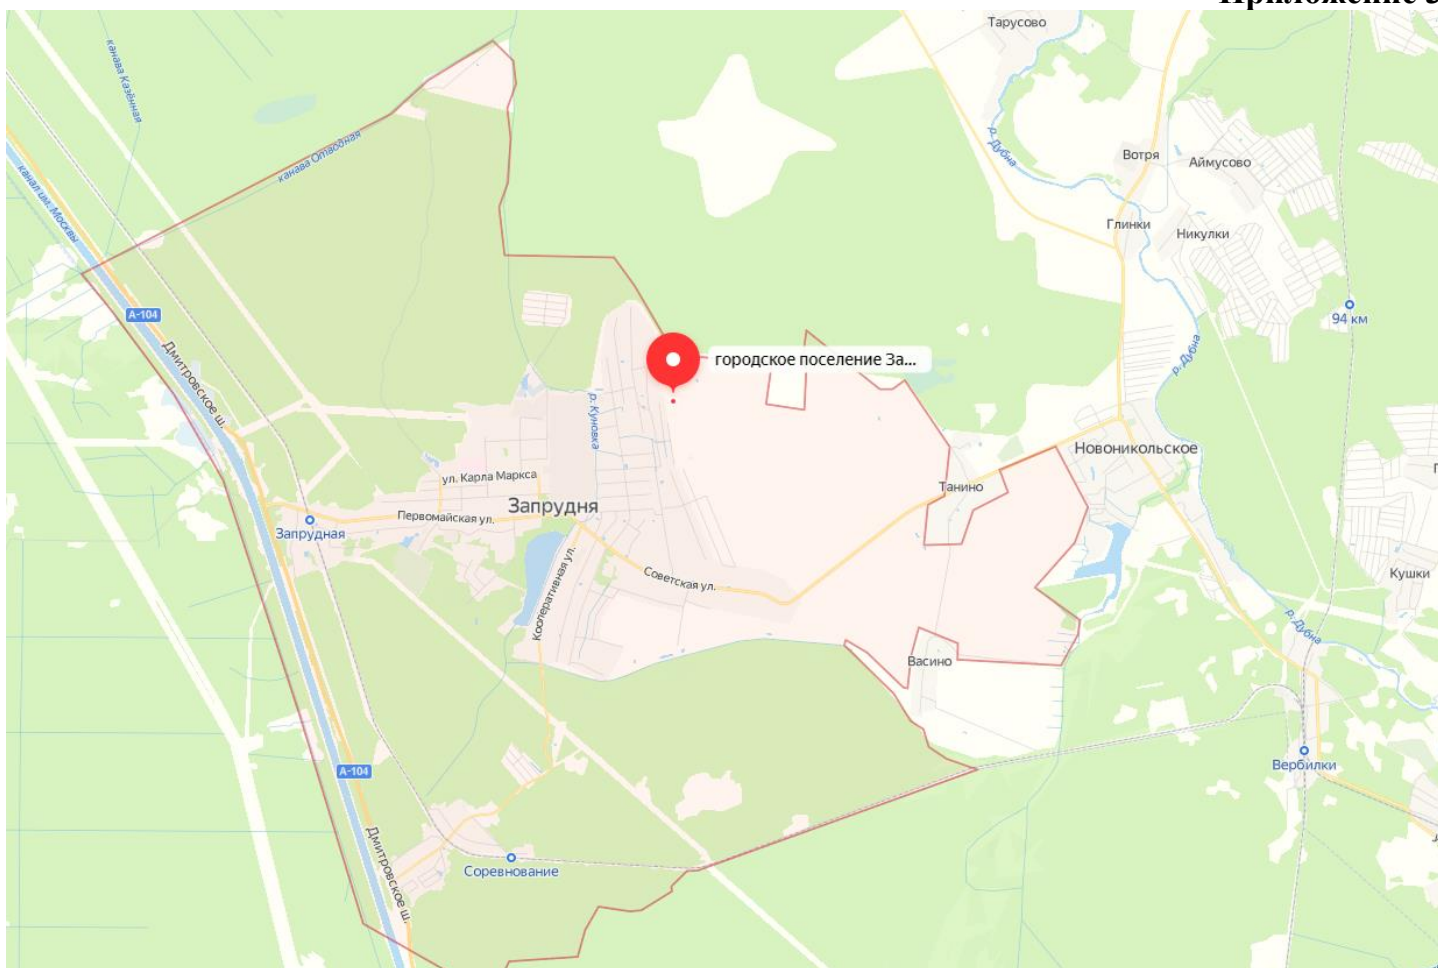 Приложение
Тарусово
канава Казённая
канава Отводная
р. Дубна
Вотря
Аймусово
канал им. Москвы
Глинки
Никулки
А-104
94 км
Дмитровское ш.
городское поселение За...
р. Дубна
р. Куновка
Новоникольское
ул. Карла Маркса
Танино
Запрудня
Первомайская ул.
Запрудная
Советская ул.
Кооперативная ул.
Кушки
р. Дубна
Васино
А-104
Вербилки
Дмитровское ш.
Соревнование